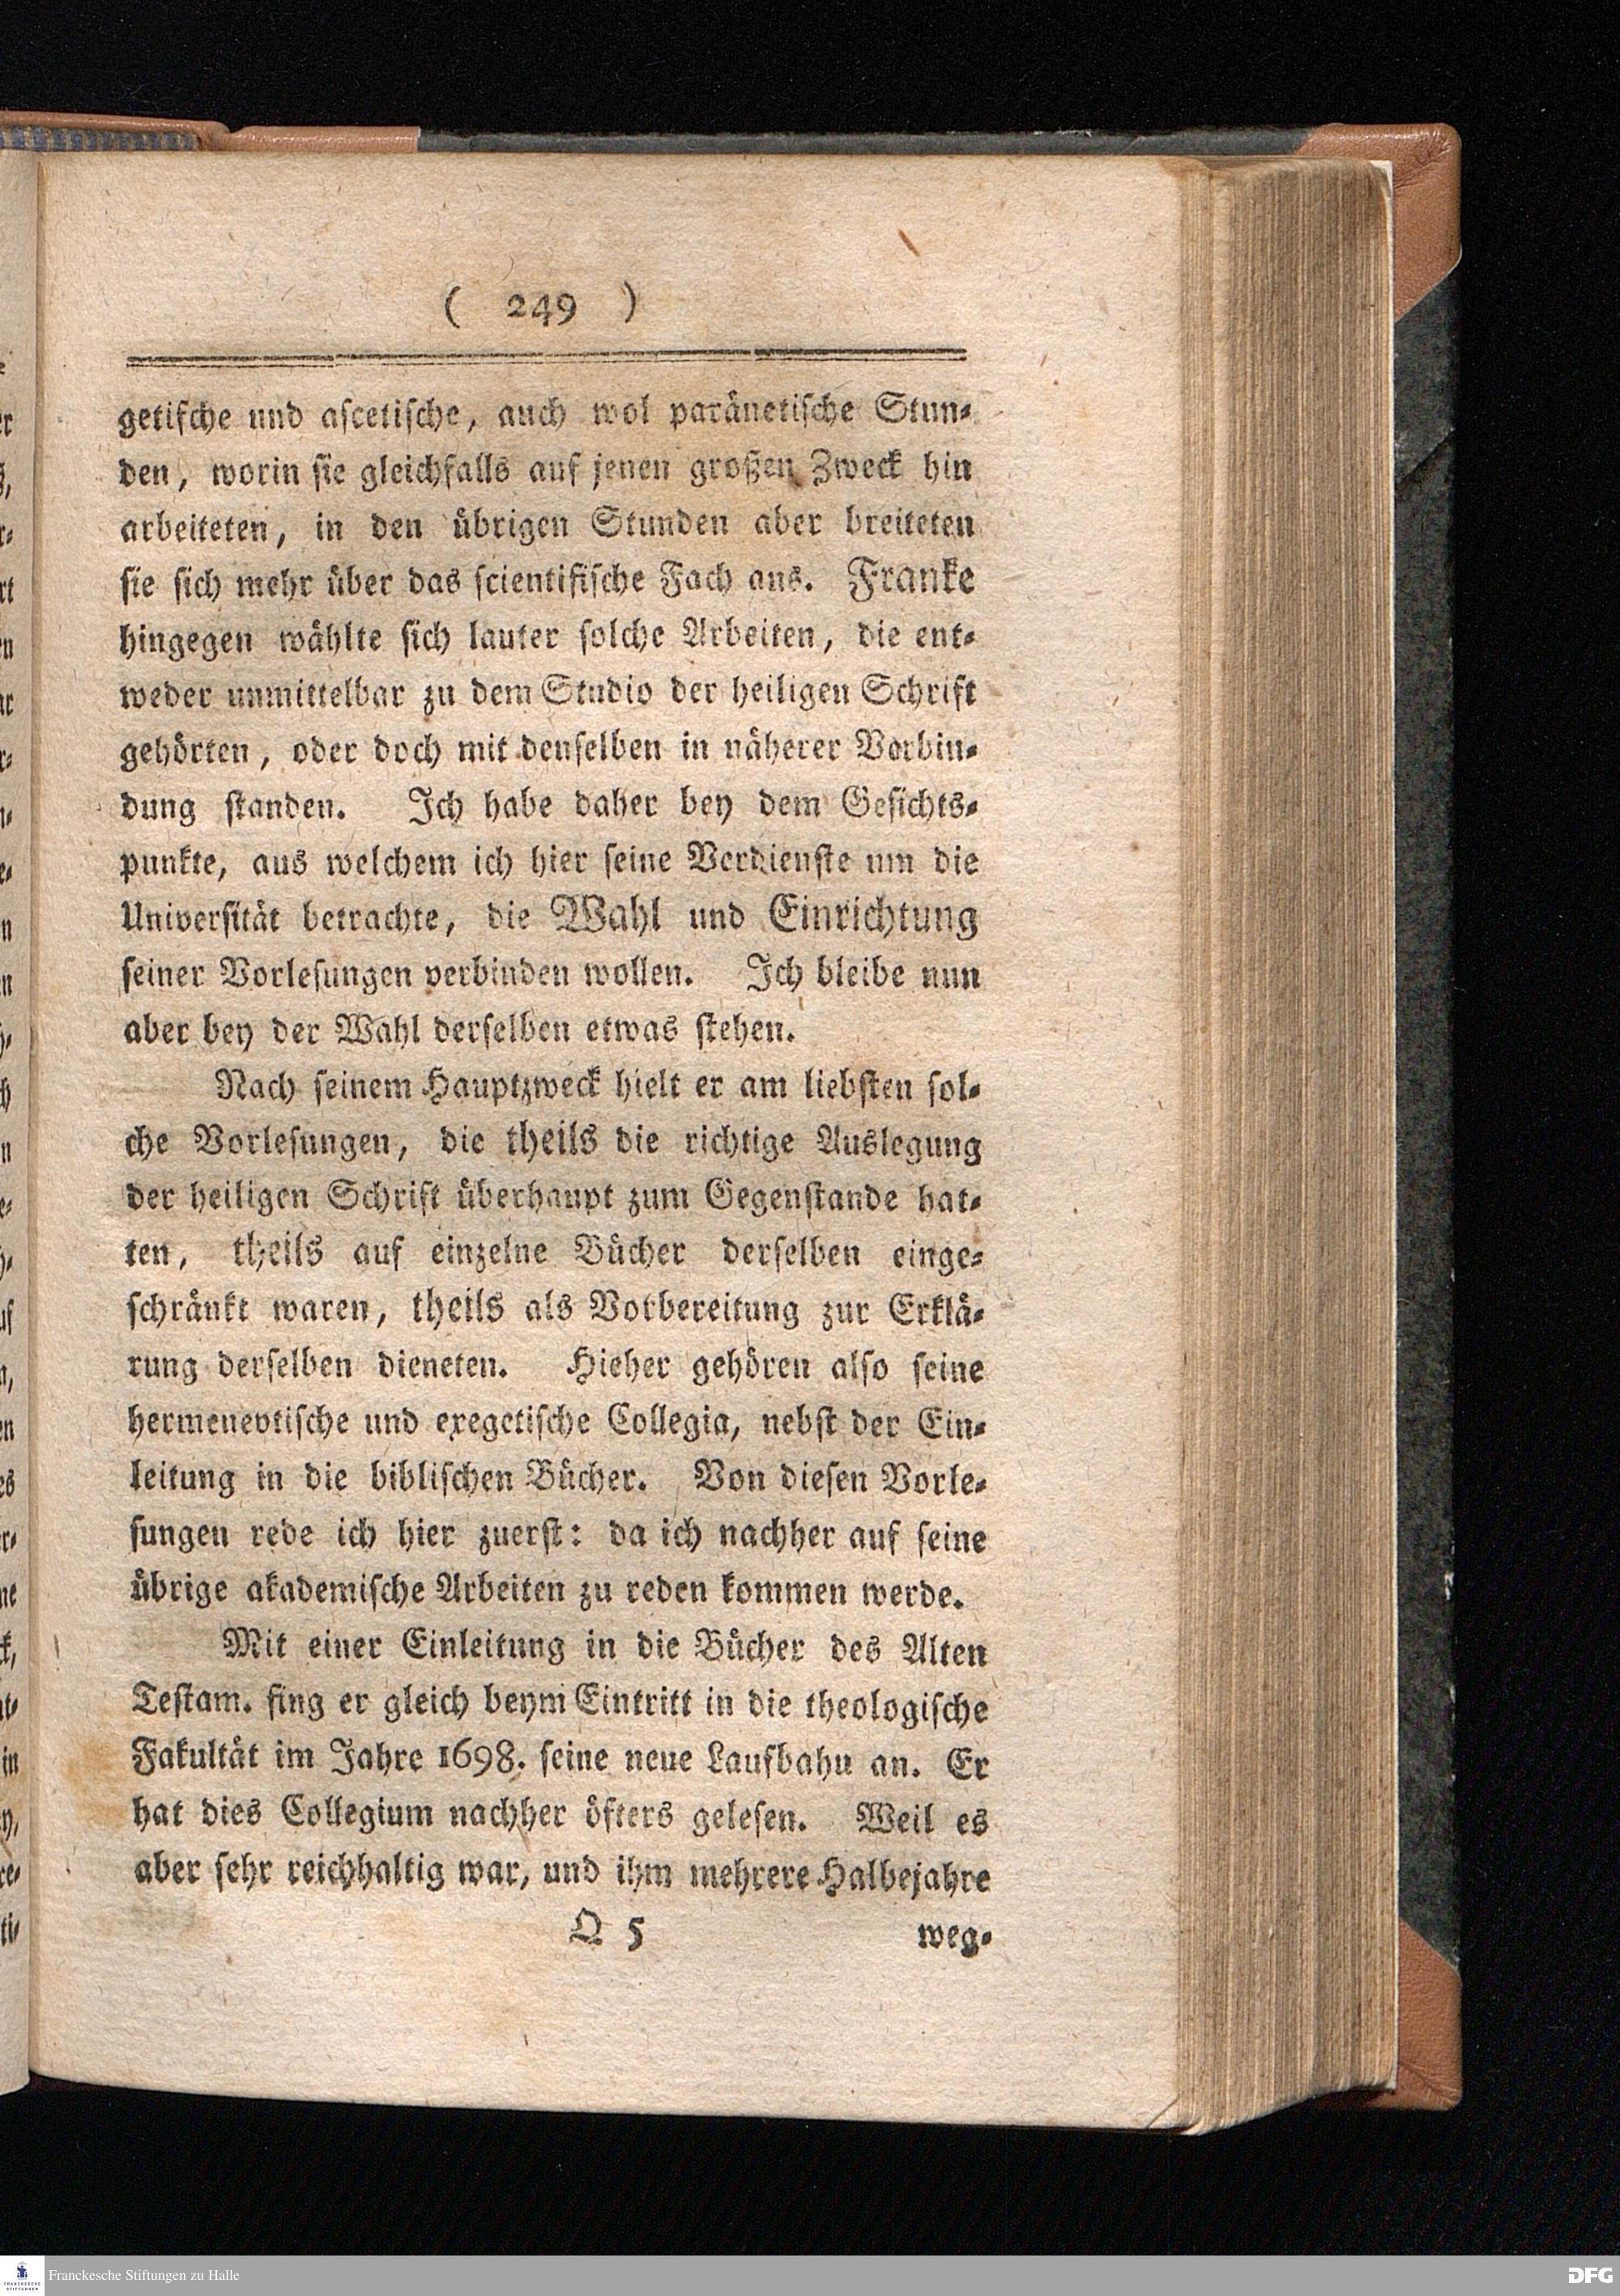 ( 249 )
getische und ascetische, auch wol paränetische Stun-
den, worin sie gleichfalls auf jenen großen Zweck hin
arbeiteten, in den übrigen Stunden aber breiteten
sie sich mehr über das scientifische Fach aus. Franke
hingegen wählte sich lauter solche Arbeiten, die ent-
weder unmittelbar zu dem Studio der heiligen Schrift
gehörten, oder doch mit denselben in näherer Verbin-
dung standen. Ich habe daher bey dem Gesichts-
punkte, aus welchem ich hier seine Verdienste um die
Universität betrachte, die Wahl und Einrichtung
seiner Vorlesungen verbinden wollen. Ich bleibe nun
aber bey der Wahl derselben etwas stehen.
Nach seinem Hauptzweck hielt er am liebsten sol-
che Vorlesungen, die theils die richtige Auslegung
der heiligen Schrift überhaupt zum Gegenstande hat-
ten, theils auf einzelne Bücher derselben einge-
schränkt waren, theils als Vorbereitung zur Erklä-
rung derselben dieneten. Hieher gehören also seine
hermenevtische und exegetische Collegia, nebst der Ein-
leitung in die biblischen Bücher. Von diesen Vorle-
sungen rede ich hier zuerst: da ich nachher auf seine
übrige akademische Arbeiten zu reden kommen werde.
Mit einer Einleitung in die Bücher des Alten
Testam. fing er gleich beym Eintritt in die theologische
Fakultät im Jahre 1698. seine neue Laufbahn an. Er
hat dies Collegium nachher öfters gelesen. Weil es
aber sehr reichhaltig war, und ihm mehrere Halbejahre
Q 5 weg-
FRANCKESCHE
STIFTUNGEN
Franckesche Stiftungen zu Halle
DFG